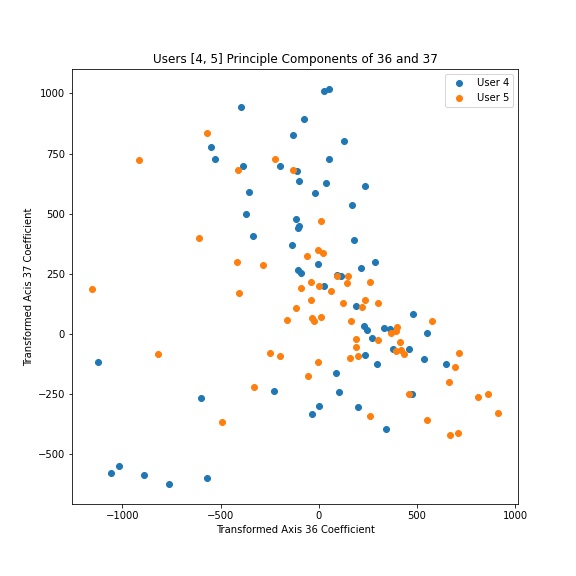 Users [4, 5] Principle Components of 36 and 37
User 4
User 5
Transformed Acis 37 Coefficient
1000
750
500
250
0
−250
−500
−1000
−500
0
500
1000
Transformed Axis 36 Coefficient